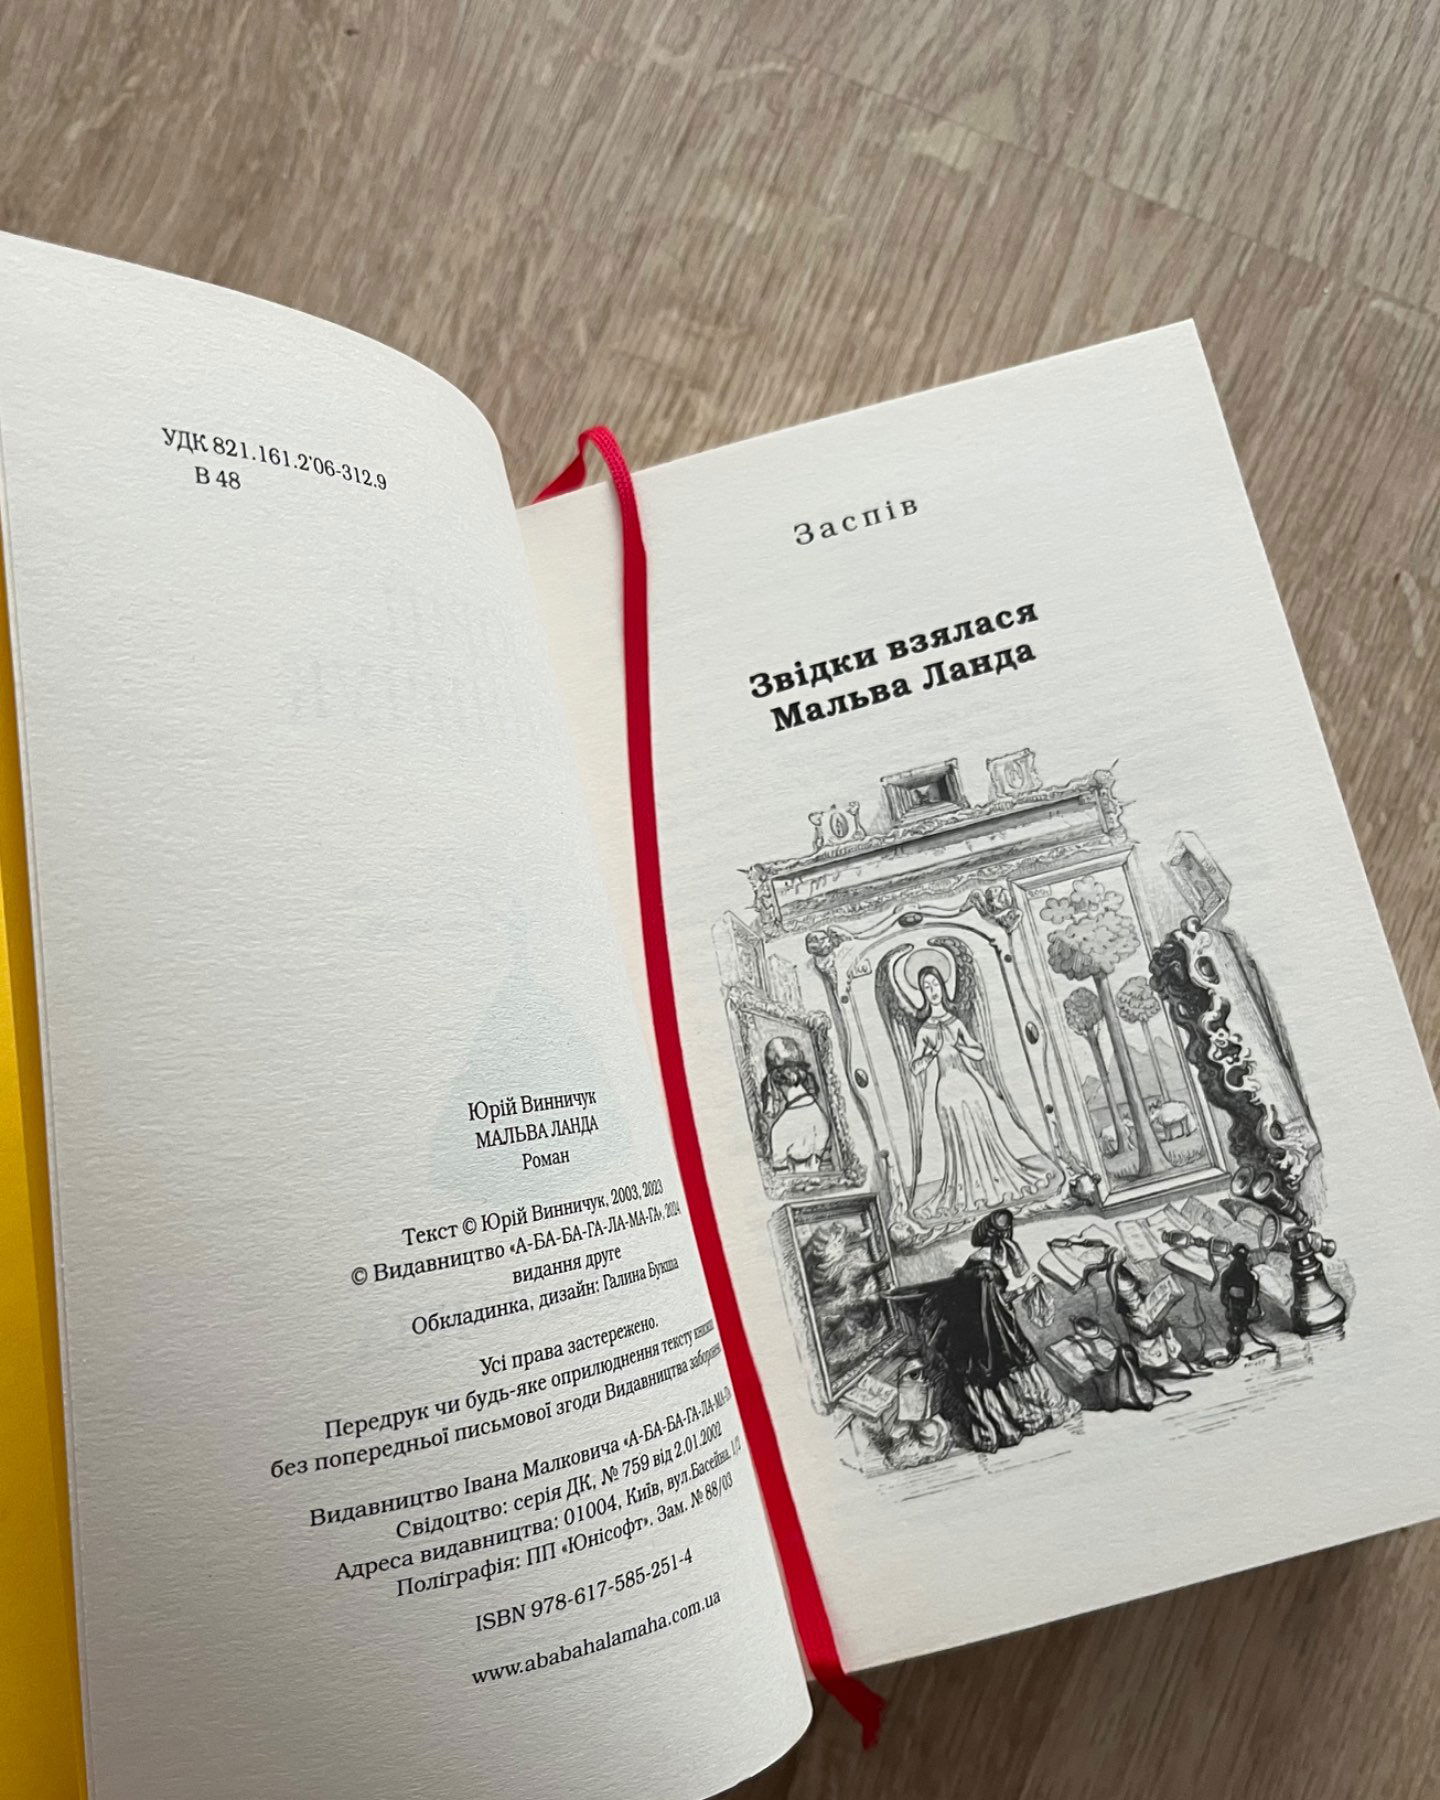 УДК 821.161.2'06-312.9
В 48
Юрій Винничук
МАЛЬВА ЛАНДА
Роман
Текст © Юрій Винничук, 2003, 2023
© Видавництво «А-БА-БА-ГА-ЛА-МА-ГА», 2024
видання друге
Обкладинка, дизайн: Галина Букша
Усі права застережено.
Передрук чи будь-яке оприлюднення тексту книжки
без попередньої письмової згоди Видавництва заборонені.
Видавництво Івана Малковича «А-БА-БА-ГА-ЛА-МА-ГА»
Свідоцтво: серія ДК, № 759 від 2.01.2002
Адреса видавництва: 01004, Київ, вул.Басейна, 1/2
Поліграфія: ПП «Юнісофт». Зам. № 88/03
ISBN 978-617-585-251-4
www.ababahalamaha.com.ua
Заспів
Звідки взялася
Мальва Ланда